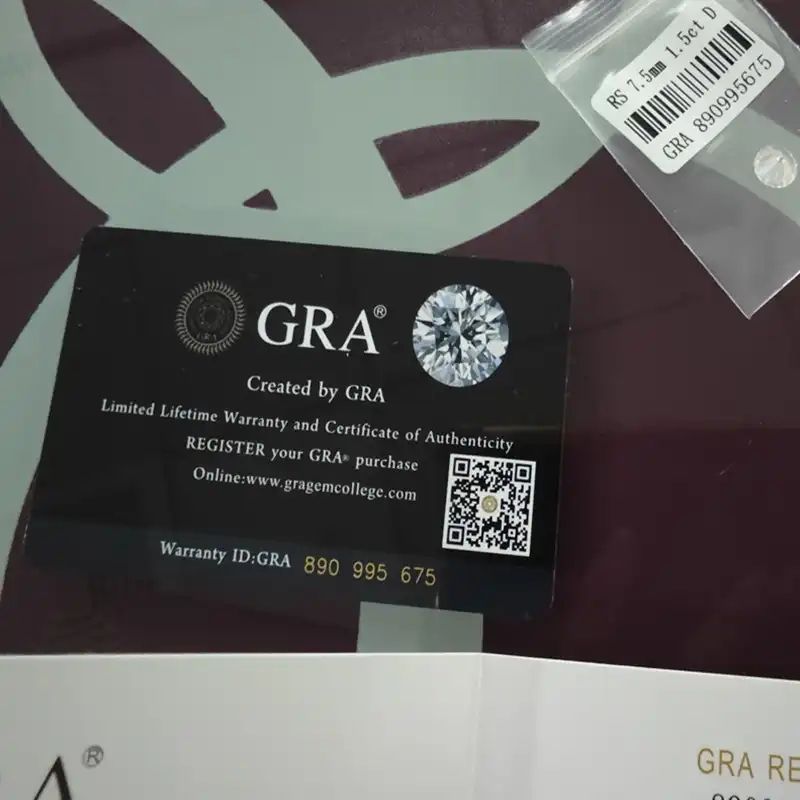 RS 7.5mm 1.5ct D
GRA 890995675
GRA
GRA®
Created by GRA
Limited Lifetime Warranty and Certificate of Authenticity
REGISTER your GRA® purchase
Online:www.gragemcollege.com
Warranty ID:GRA 890 995 675
A®
GRA RE